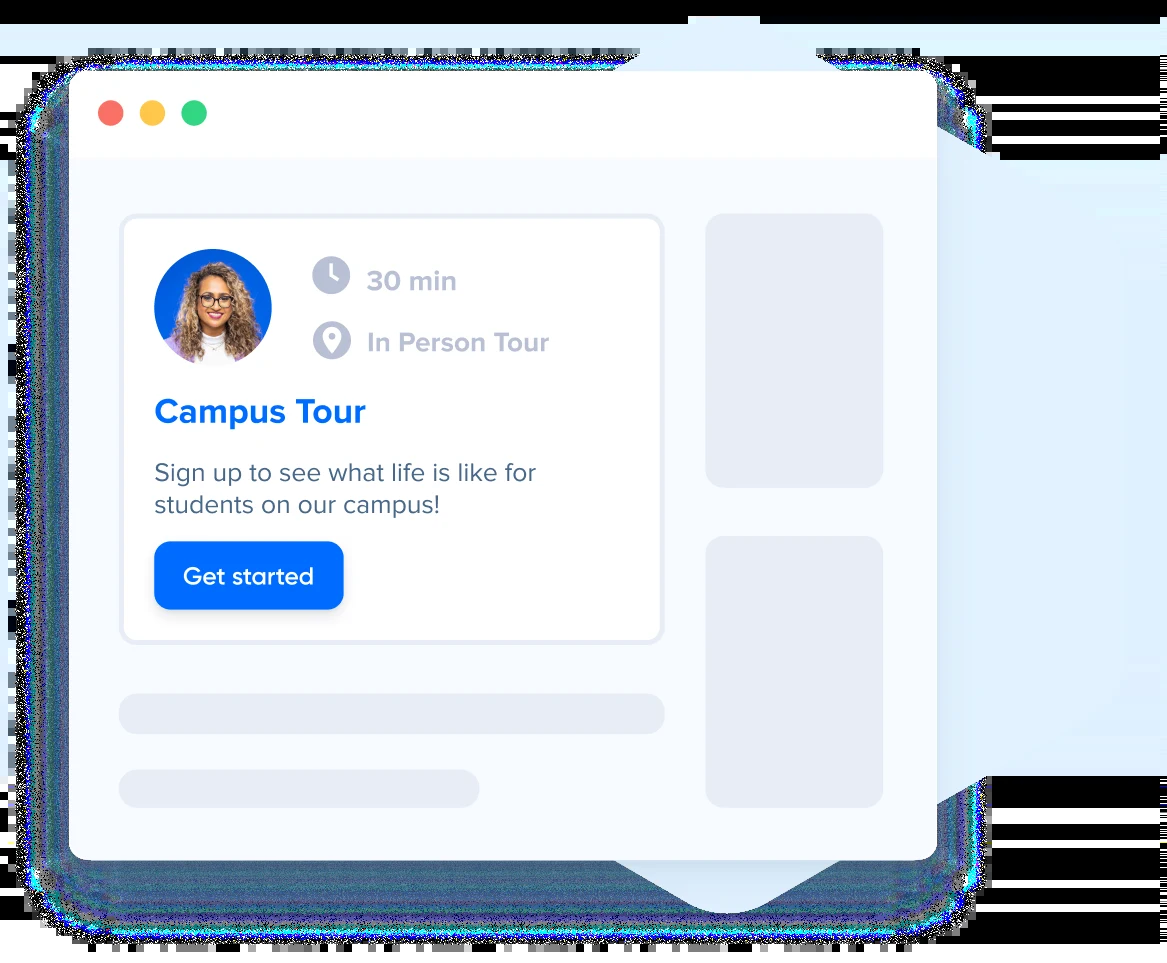 30 min
In Person Tour
Campus Tour
Sign up to see what life is like for
students on our campus!
Get started